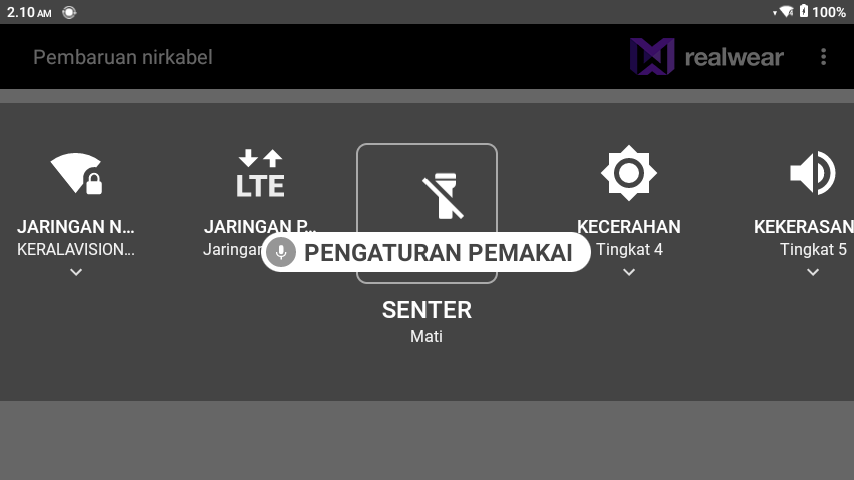 2.10 AM
100%
Pembaruan nirkabel
realwear
JARINGAN N...
KERALAVISION...
LTE
JARINGAN P...
Jaringan
PENGATURAN PEMAKAI
SENTER
Mati
KECERAHAN
Tingkat 4
KEKERASAN
Tingkat 5